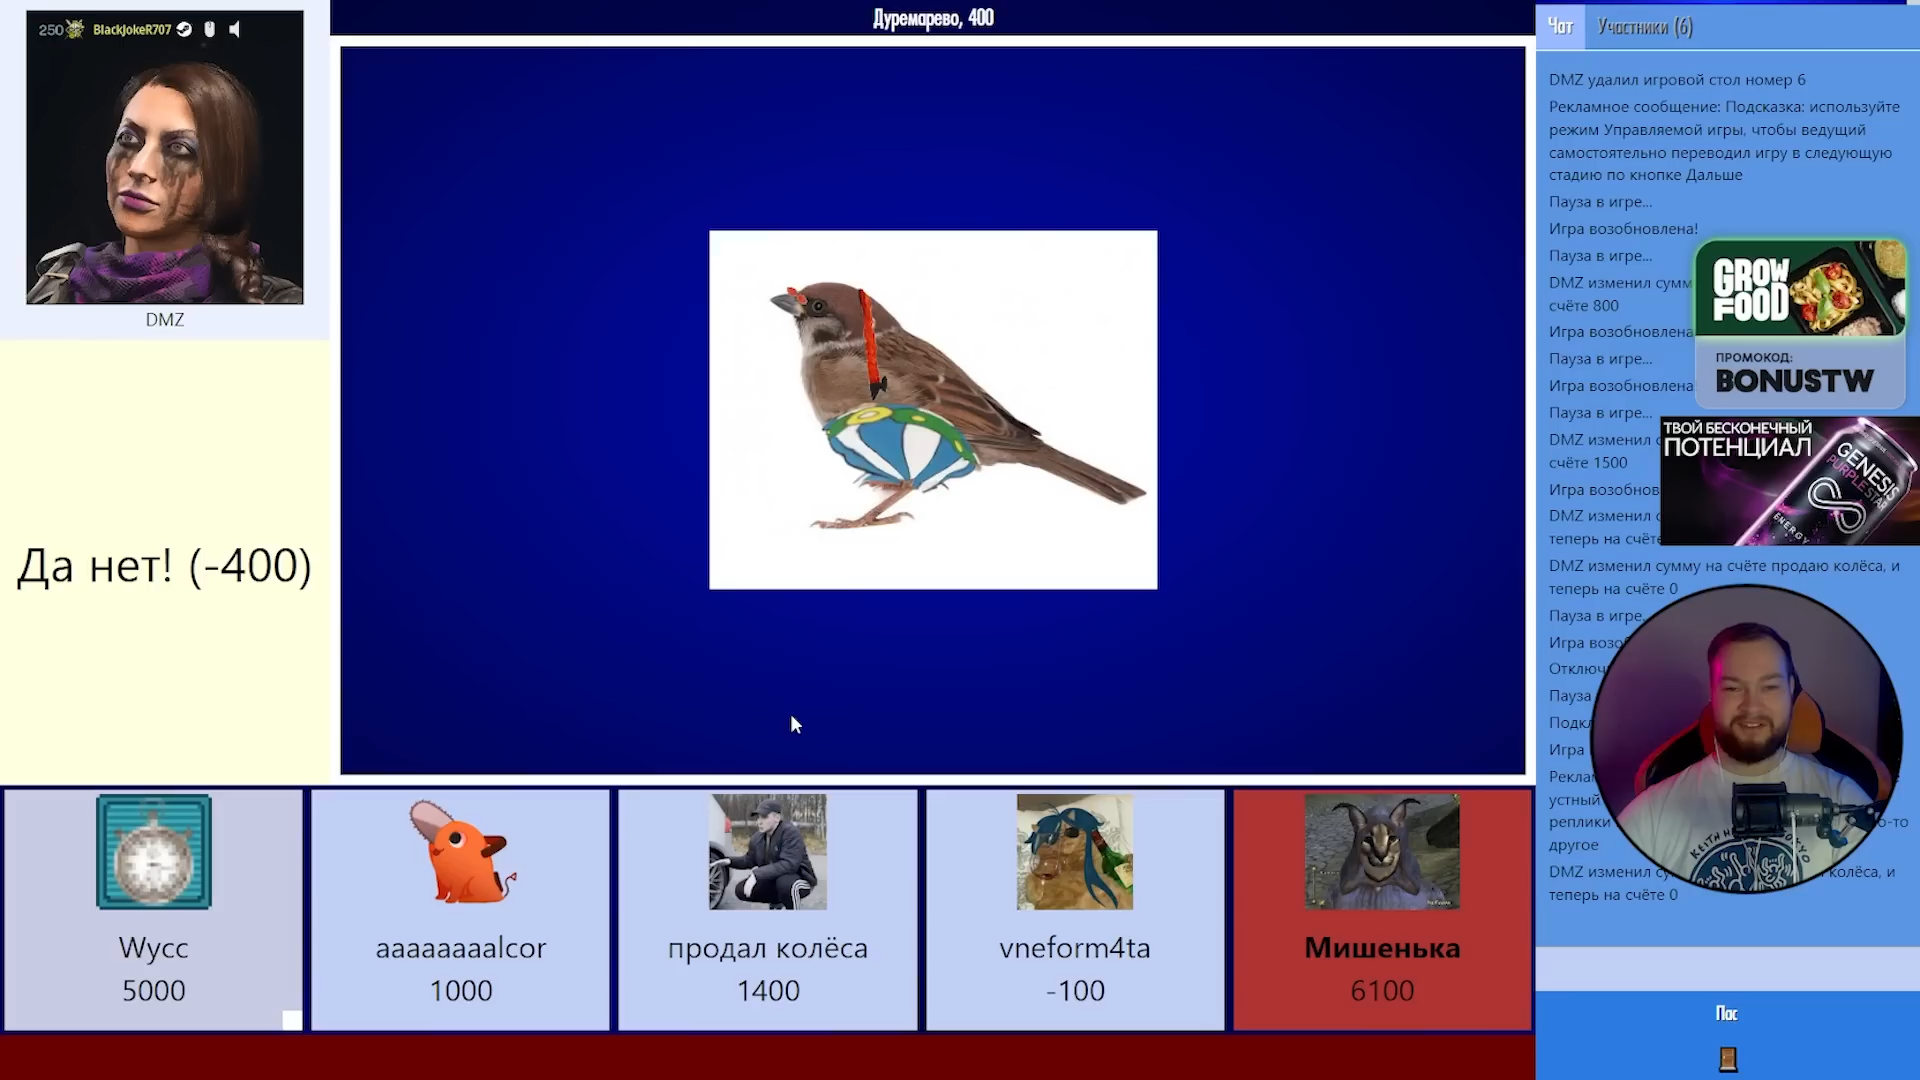 250 BlackJokeR707
DMZ
Да нет! (-400)
Дуремарево, 400
Wycc
5000
aaaaaaaalcor
1000
продал колёса
1400
vneform4ta
-100
Мишенька
6100
Чат
Участники (6)
DMZ удалил игровой стол номер 6
Рекламное сообщение: Подсказка: используйте
режим Управляемой игры, чтобы ведущий
самостоятельно переводил игру в следующую
стадию по кнопке Дальше
Пауза в игре...
Игра возобновлена!
Пауза в игре...
DMZ изменил сумм
счёте 800
Игра возобновлена
Пауза в игре...
Игра возобновлена
Пауза в игре...
DMZ изменил с
счёте 1500
Игра возобнов
DMZ изменил с
теперь на счёте
DMZ изменил сумму на счёте продаю колёса, и
теперь на счёте 0
Пауза в игре.
Игра возо
Отключ
Пауза
Подкл
Игра
Реклам
устный
реплики о-то
другое
DMZ изменил су колёса, и
теперь на счёте 0
GROW
FOOD
ПРОМОКОД:
BONUSTW
ТВОЙ БЕСКОНЕЧНЫЙ
ПОТЕНЦИАЛ
GENESIS
PURPLE STAR
ENERGY
Пас